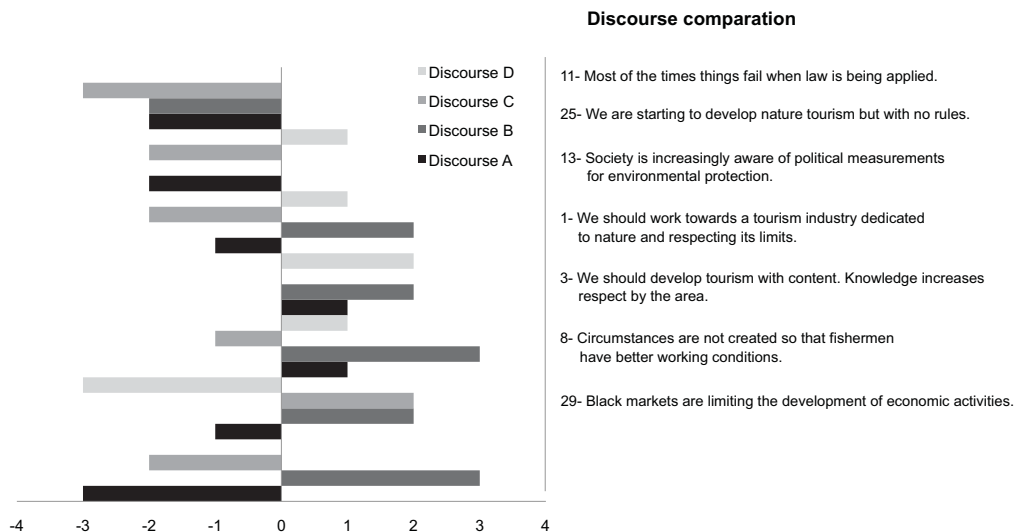 Discourse comparation
Discourse D
Discourse C
Discourse B
Discourse A
11- Most of the times things fail when law is being applied.
25- We are starting to develop nature tourism but with no rules.
13- Society is increasingly aware of political measurements
for environmental protection.
1- We should work towards a tourism industry dedicated
to nature and respecting its limits.
3- We should develop tourism with content. Knowledge increases
respect by the area.
8- Circumstances are not created so that fishermen
have better working conditions.
29- Black markets are limiting the development of economic activities.
-4 -3 -2 -1 0 1 2 3 4